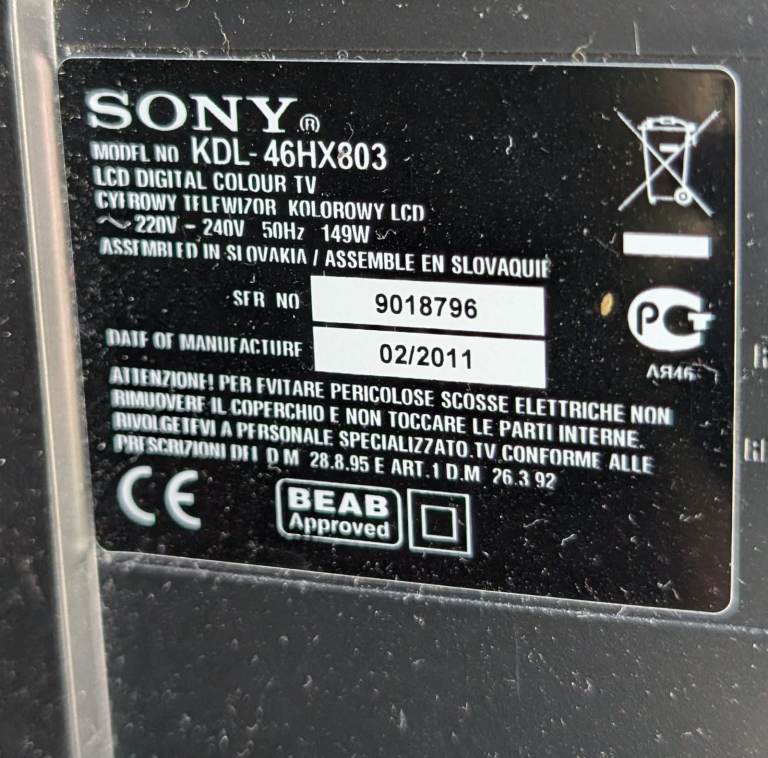 SONY®
MODEL NO KDL-46HX803
LCD DIGITAL COLOUR TV
CYFROWY TELEWIZOR KOLOROWY LCD
~ 220V - 240V 50Hz 149W
ASSEMBLED IN SLOVAKIA / ASSEMBLE EN SLOVAQUIE
SER NO 9018796
DATE OF MANUFACTURE 02/2011
АЯ46
ATTENZIONE! PER EVITARE PERICOLOSE SCOSSE ELETTRICHE NON
RIMUOVERE IL COPERCHIO E NON TOCCARE LE PARTI INTERNE.
RIVOLGETEVI A PERSONALE SPECIALIZZATO.TV CONFORME ALLE
PRESCRIZIONI DEL D M 28.8.95 E ART.1 D.M 26.3 92
CE
BEAB
Approved